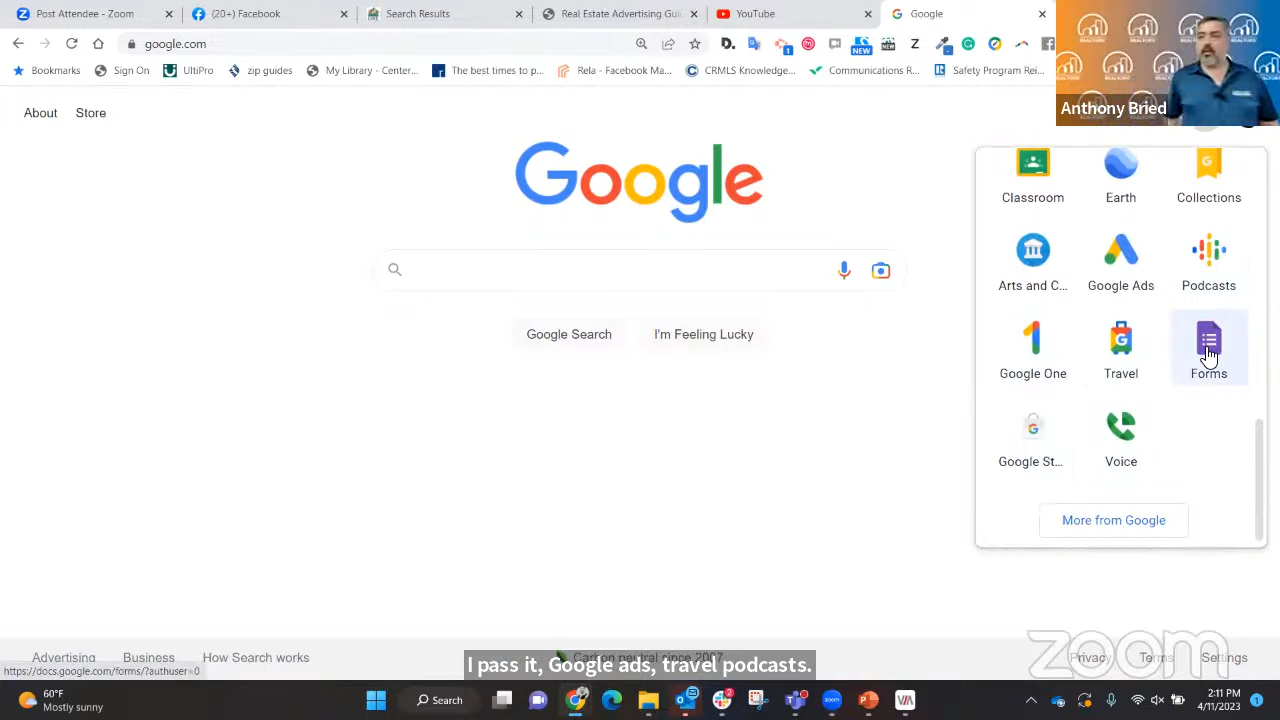 Post Attendee - Zoom
(20+) Facebook
Search Results
Real Estate Advertising Gui
YouTube
Google
google.com
Bookmarks
Sign On
UltiPro
zip guides
My Library - Center...
The best times to p...
Rela - Facebook Ma...
CRMLS Knowledge...
Communications R...
Safety Program Rei
Anthony Bried
About
Store
Google
Google Search
I'm Feeling Lucky
Classroom
Earth
Collections
Arts and C...
Google Ads
Podcasts
Google One
Travel
Forms
Google St...
Voice
More from Google
zoom
Advertising
Business
How Search works
Carbon neutral since 2007
Privacy
Terms
Settings
https://docs.google.com/forms/?authuser=0
I pass it, Google ads, travel podcasts.
60°F
Mostly sunny
Search
2:11 PM
4/11/2023